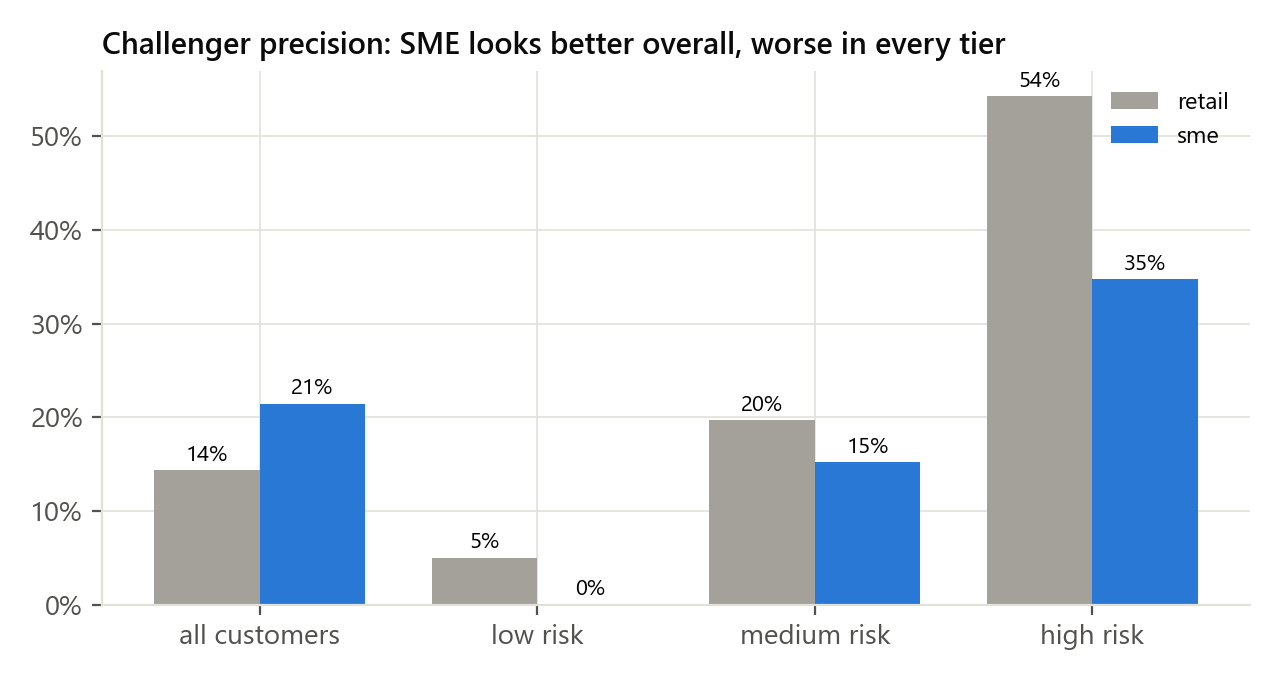 Challenger precision: SME looks better overall, worse in every tier
54%
retail
sme
50%
40%
35%
30%
21%
20%
20%
14%
15%
10%
5%
0%
0%
all customers
low risk
medium risk
high risk